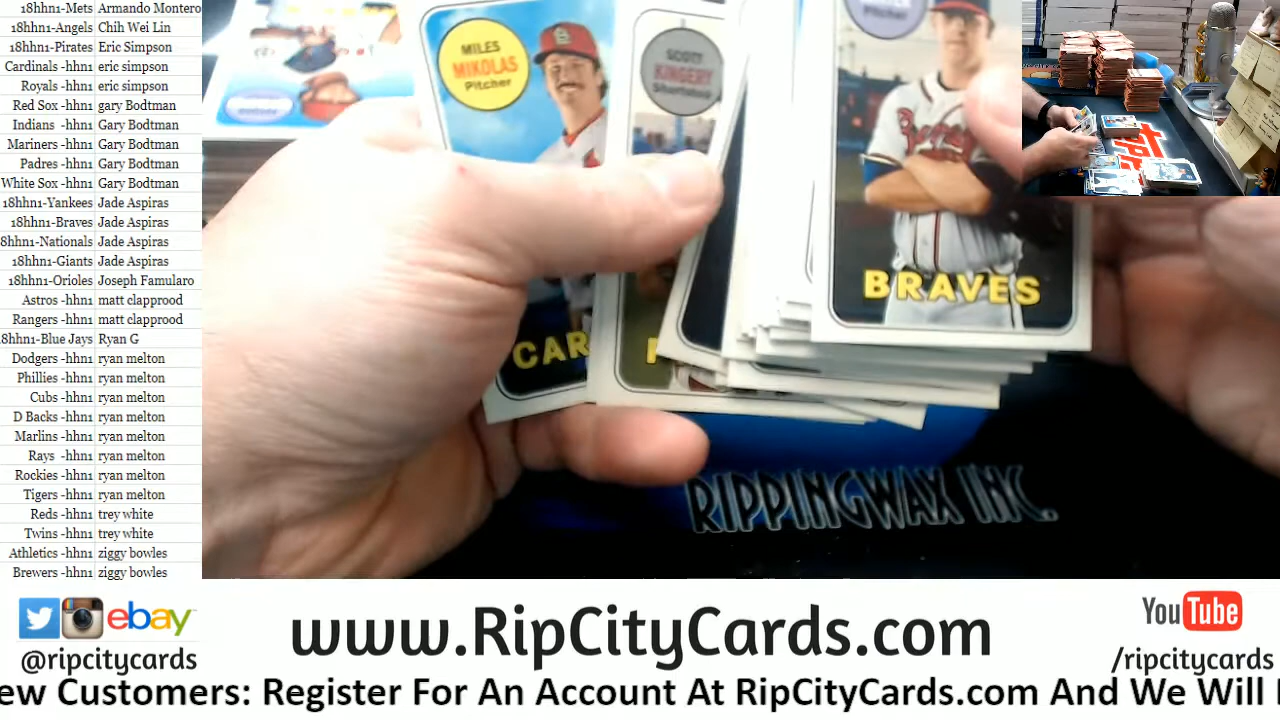 18hhn1-Mets Armando Montero
18hhn1-Angels Chih Wei Lin
18hhn1-Pirates Eric Simpson
Cardinals -hhn1 eric simpson
Royals -hhn1 eric simpson
Red Sox -hhn1 gary Bodtman
Indians -hhn1 Gary Bodtman
Mariners -hhn1 Gary Bodtman
Padres -hhn1 Gary Bodtman
White Sox -hhn1 Gary Bodtman
18hhn1-Yankees Jade Aspiras
18hhn1-Braves Jade Aspiras
8hhn1-Nationals Jade Aspiras
18hhn1-Giants Jade Aspiras
18hhn1-Orioles Joseph Famularo
Astros -hhn1 matt clapprood
Rangers -hhn1 matt clapprood
8hhn1-Blue Jays Ryan G
Dodgers -hhn1 ryan melton
Phillies -hhn1 ryan melton
Cubs -hhn1 ryan melton
D Backs -hhn1 ryan melton
Marlins -hhn1 ryan melton
Rays -hhn1 ryan melton
Rockies -hhn1 ryan melton
Tigers -hhn1 ryan melton
Reds -hhn1 trey white
Twins -hhn1 trey white
Athletics -hhn1 ziggy bowles
Brewers -hhn1 ziggy bowles
MILES
MIKOLAS
Pitcher
CAR
SCOTT
KINGERY
Shortstop
BRAVES
RIPPINGWAX INC.
ebay
@ripcitycards
www.RipCityCards.com
YouTube
/ripcitycards
ew Customers: Register For An Account At RipCityCards.com And We Will